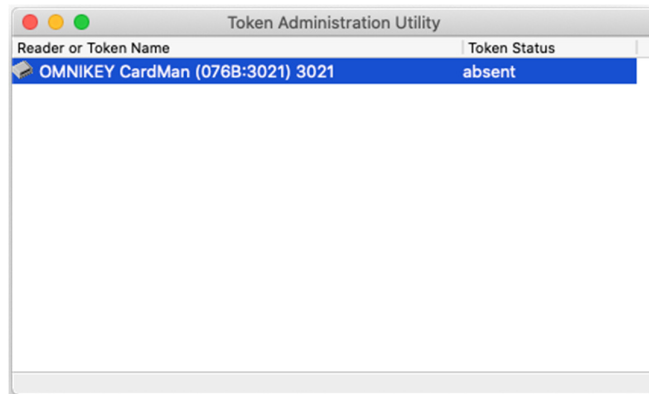 Token Administration Utility
Reader or Token Name Token Status
OMNIKEY CardMan (076B:3021) 3021 absent